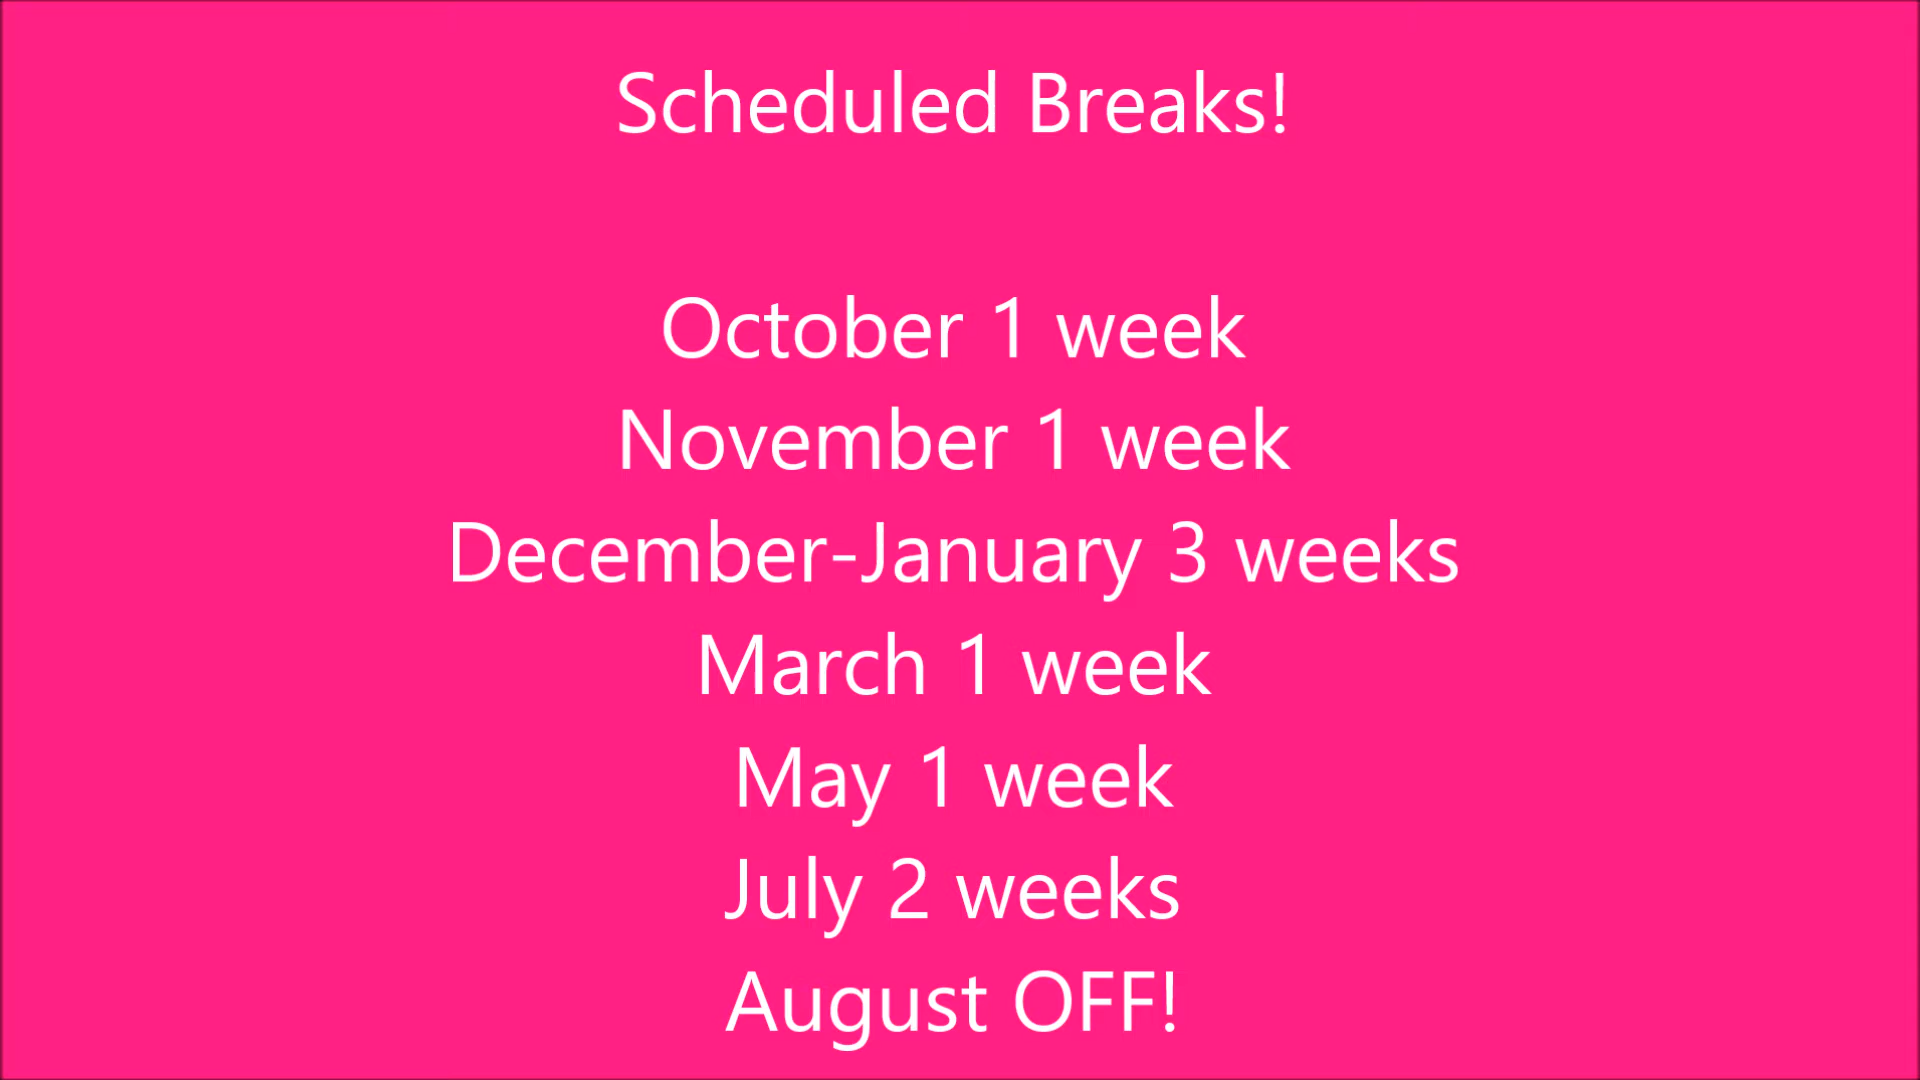 Scheduled Breaks!
October 1 week
November 1 week
December-January 3 weeks
March 1 week
May 1 week
July 2 weeks
August OFF!